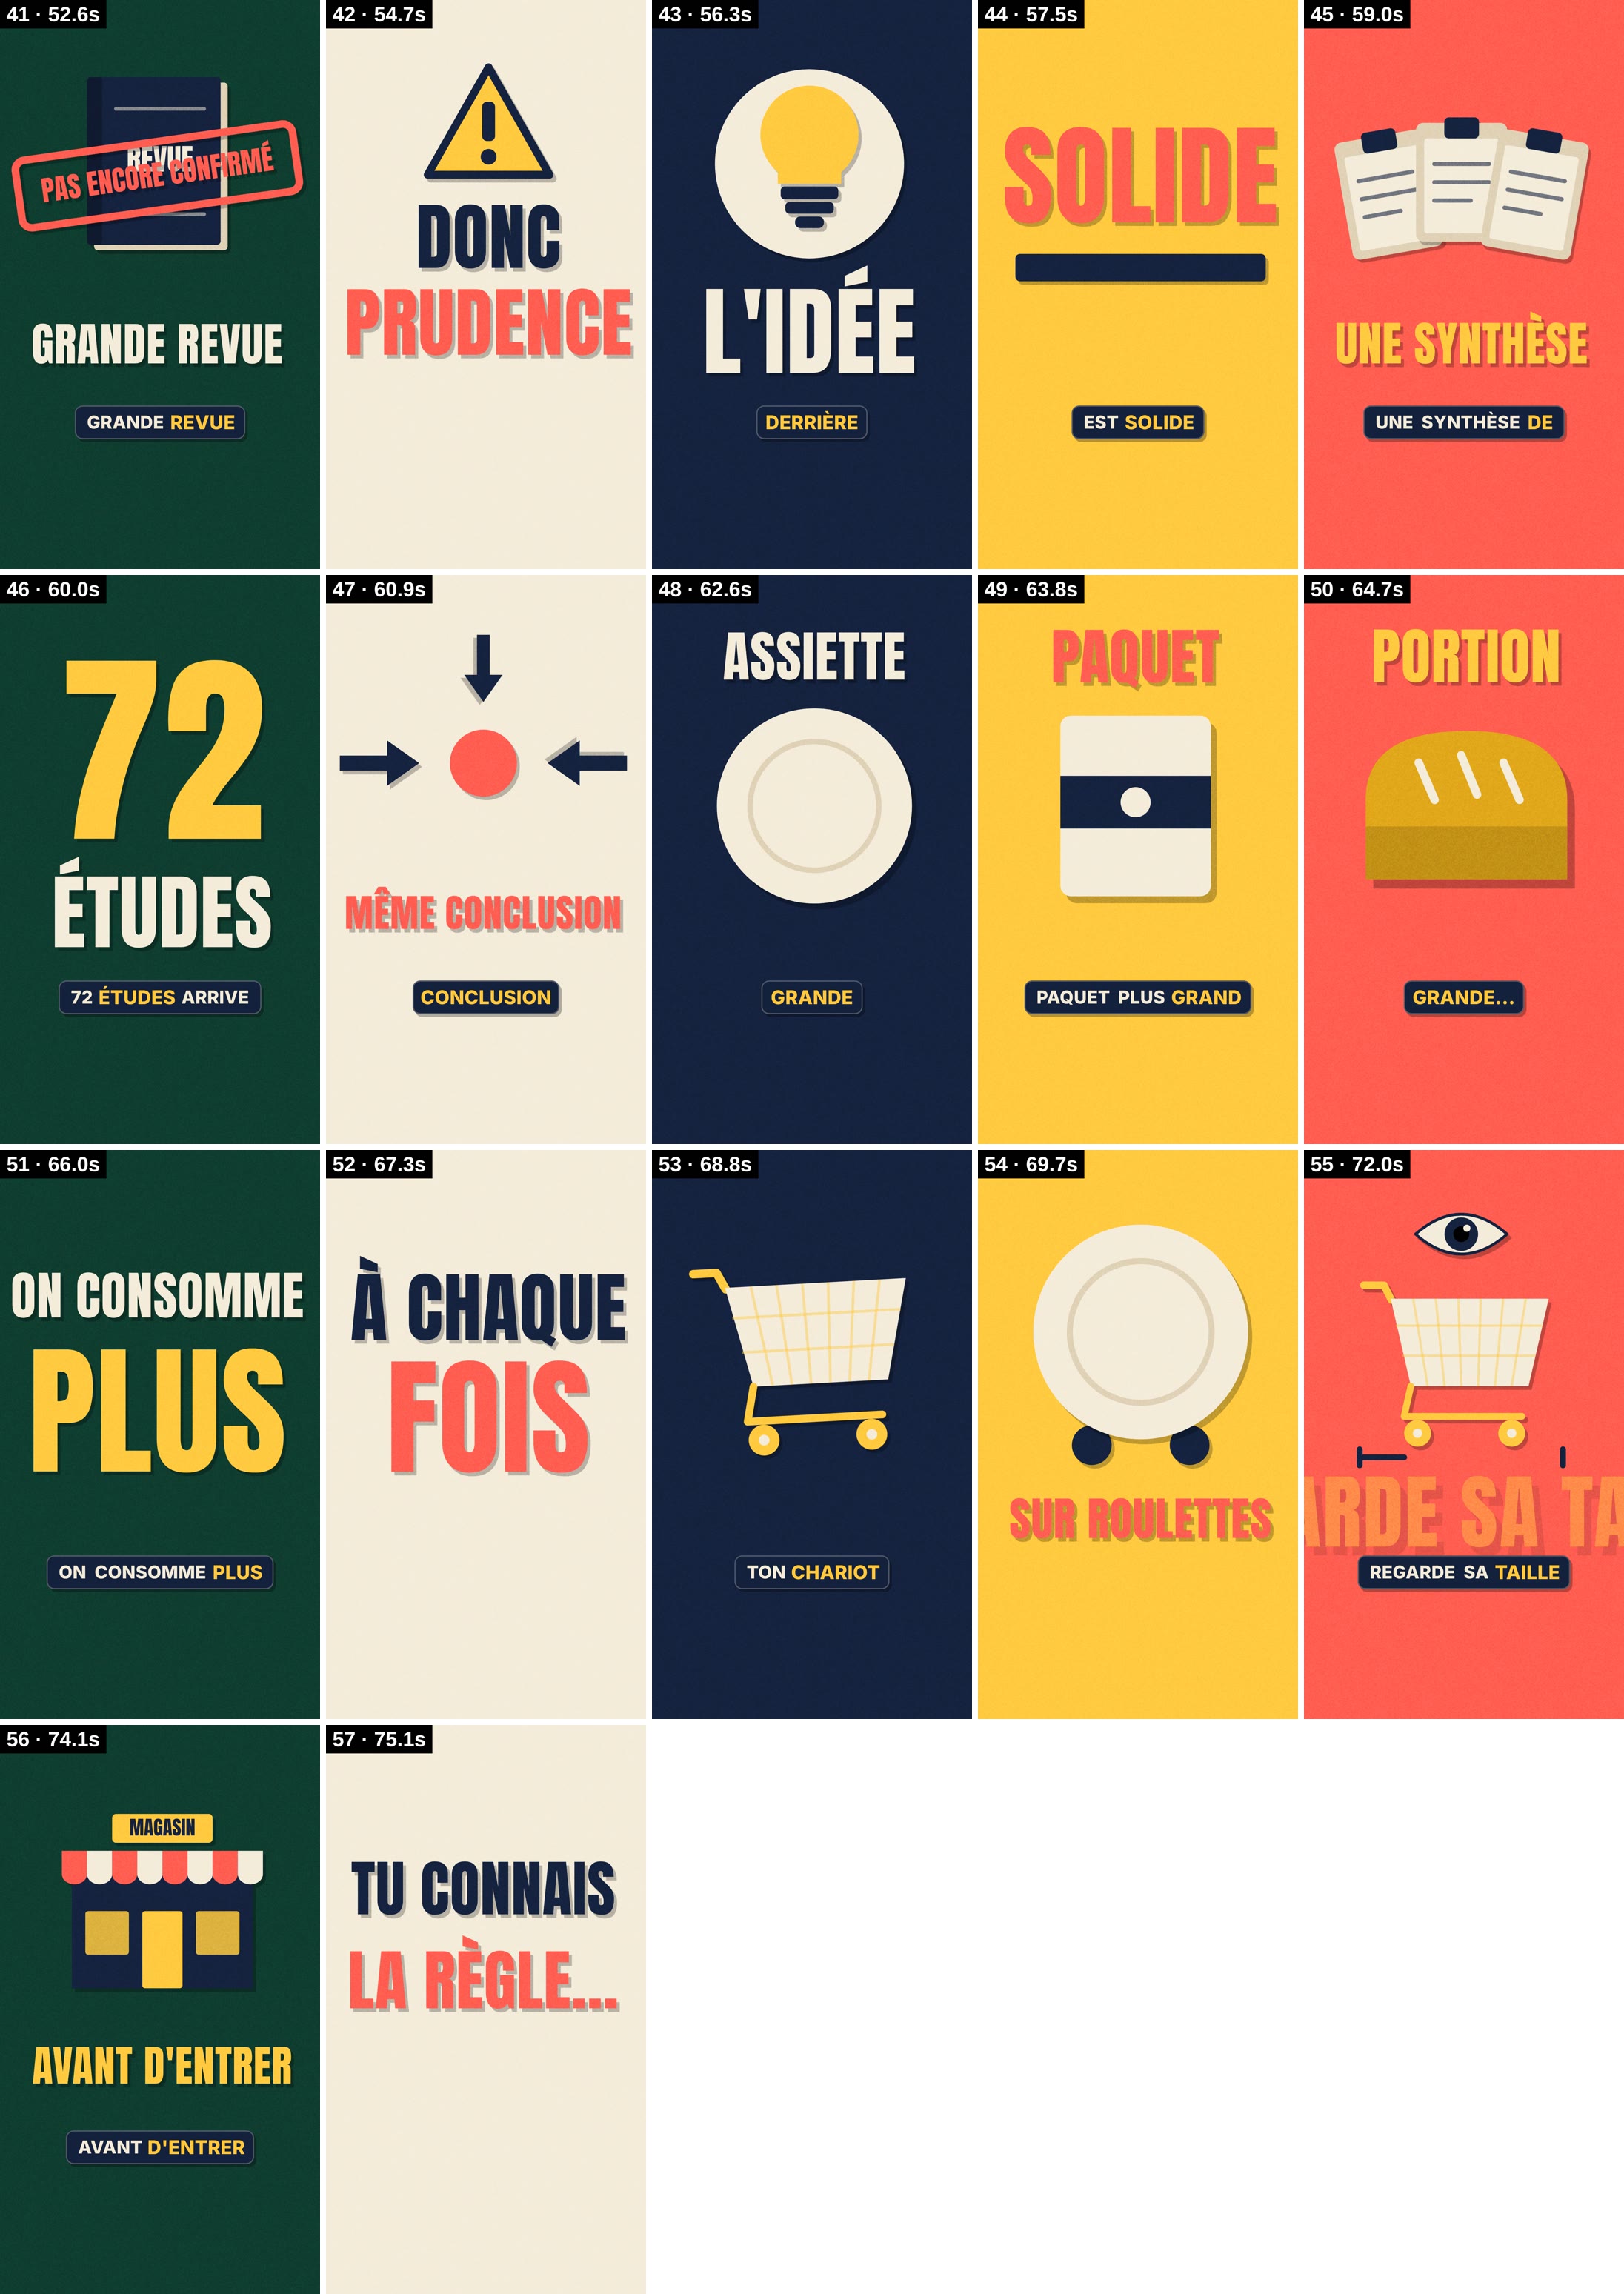 41 · 52.6s
REVUE
PAS ENCORE CONFIRMÉ
GRANDE REVUE
GRANDE REVUE
42 · 54.7s
DONC
PRUDENCE
43 · 56.3s
L'IDÉE
DERRIÈRE
44 · 57.5s
SOLIDE
EST SOLIDE
45 · 59.0s
UNE SYNTHÈSE
UNE SYNTHÈSE DE
46 · 60.0s
72
ÉTUDES
72 ÉTUDES ARRIVE
47 · 60.9s
MÊME CONCLUSION
CONCLUSION
48 · 62.6s
ASSIETTE
GRANDE
49 · 63.8s
PAQUET
PAQUET PLUS GRAND
50 · 64.7s
PORTION
GRANDE...
51 · 66.0s
ON CONSOMME
PLUS
ON CONSOMME PLUS
52 · 67.3s
À CHAQUE
FOIS
53 · 68.8s
TON CHARIOT
54 · 69.7s
SUR ROULETTES
55 · 72.0s
ARDE SA TA
REGARDE SA TAILLE
56 · 74.1s
MAGASIN
AVANT D'ENTRER
AVANT D'ENTRER
57 · 75.1s
TU CONNAIS
LA RÈGLE...